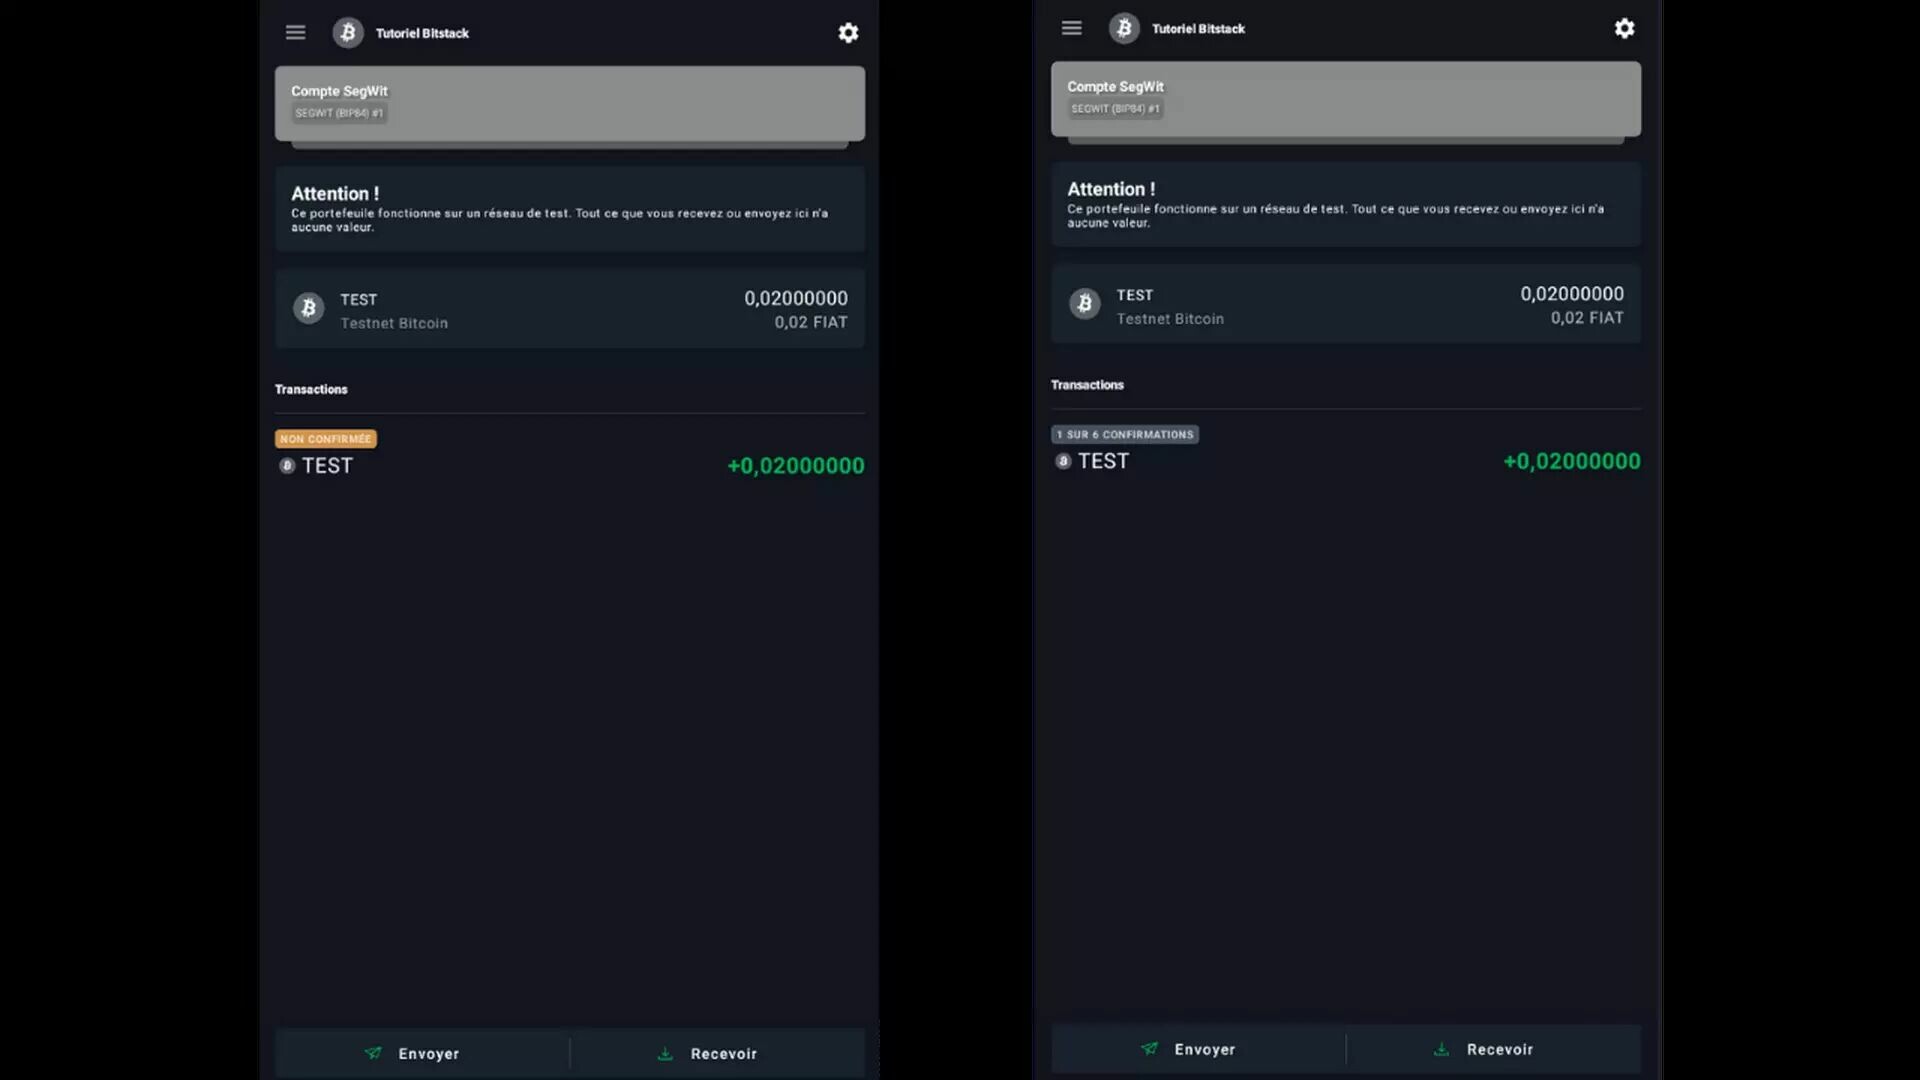 Tutoriel Bitstack
Compte SegWit
SEGWIT (BIP84) #1
Attention !
Ce portefeuile fonctionne sur un réseau de test. Tout ce que vous recevez ou envoyez ici n'a
aucune valeur.
TEST
0,02000000
Testnet Bitcoin
0,02 FIAT
Transactions
NON CONFIRMÉE
TEST
+0,02000000
Envoyer
Recevoir
Tutoriel Bitstack
Compte SegWit
SEGWIT (BIP84) #1
Attention !
Ce portefeuile fonctionne sur un réseau de test. Tout ce que vous recevez ou envoyez ici n'a
aucune valeur.
TEST
0,02000000
Testnet Bitcoin
0,02 FIAT
Transactions
1 SUR 6 CONFIRMATIONS
TEST
+0,02000000
Envoyer
Recevoir